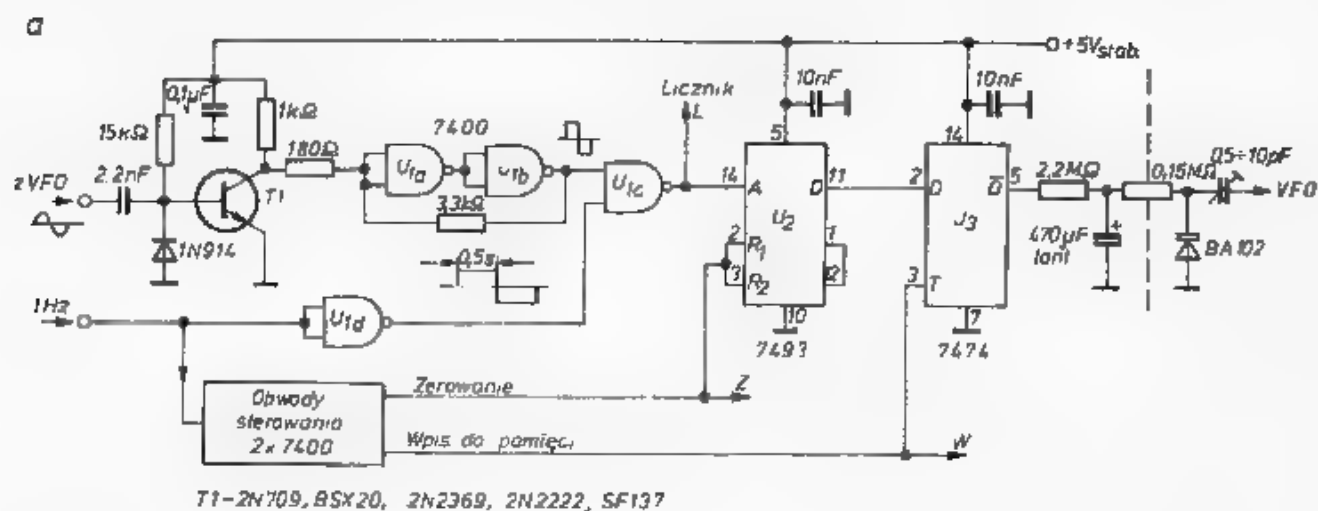 a
+5Vstab.
0,1µF
1kΩ
10nF
10nF
Licznik
L
15kΩ
7400
180Ω
2,2nF
zVFO
T1
U1a
U1b
U1c
3,3kΩ
1N914
0,5s
5
14
A
D
11
U2
2
R1
3
R2
1
12
10
7493
14
2
D
D̅
5
3
T
7
7474
2,2MΩ
0,15MΩ
0,5÷10pF
VFO
470µF
tant
BA102
1Hz
U1d
Obwody
sterowania
2x7400
Zerowanie
Z
Wpis do pamięci
W
T1-2N709, BSX20, 2N2369, 2N2222, SF137